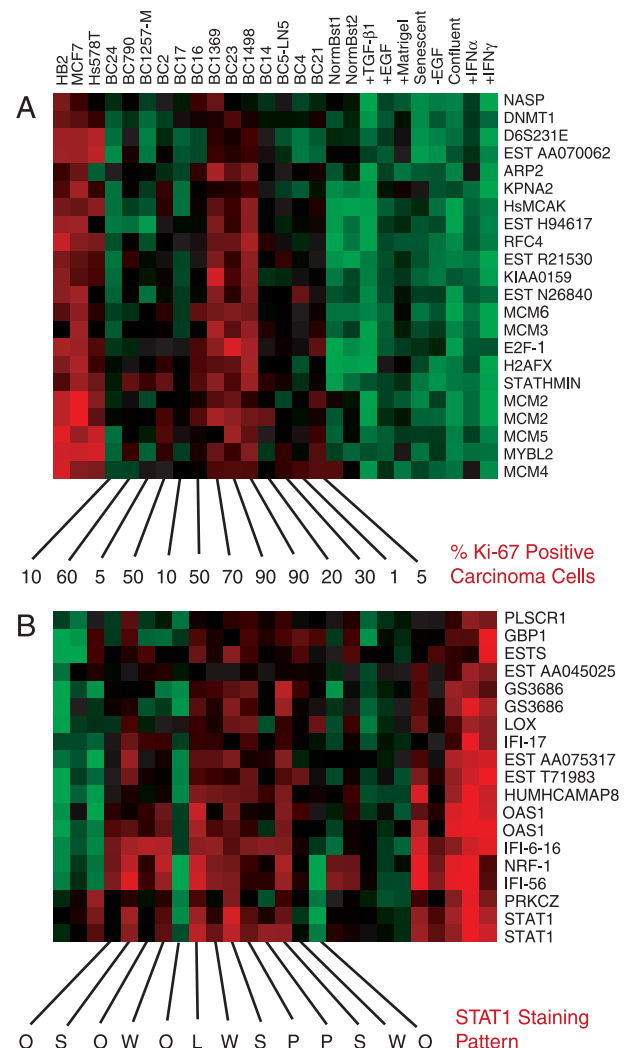 HB2
MCF7
Hs578T
BC24
BC790
BC1257-M
BC2
BC17
BC16
BC1369
BC23
BC1498
BC14
BC5-LN5
BC4
BC21
NormBst1
NormBst2
+TGF-β1
+EGF
+Matrigel
Senescent
-EGF
Confluent
+IFNα
+IFNγ
A
NASP
DNMT1
D6S231E
EST AA070062
ARP2
KPNA2
HsMCAK
EST H94617
RFC4
EST R21530
KIAA0159
EST N26840
MCM6
MCM3
E2F-1
H2AFX
STATHMIN
MCM2
MCM2
MCM5
MYBL2
MCM4
% Ki-67 Positive
Carcinoma Cells
10 60 5 50 10 50 70 90 90 20 30 1 5
B
PLSCR1
GBP1
ESTS
EST AA045025
GS3686
GS3686
LOX
IFI-17
EST AA075317
EST T71983
HUMHCAMAP8
OAS1
OAS1
IFI-6-16
NRF-1
IFI-56
PRKCZ
STAT1
STAT1
STAT1 Staining
Pattern
O S O W O L W S P P S W O